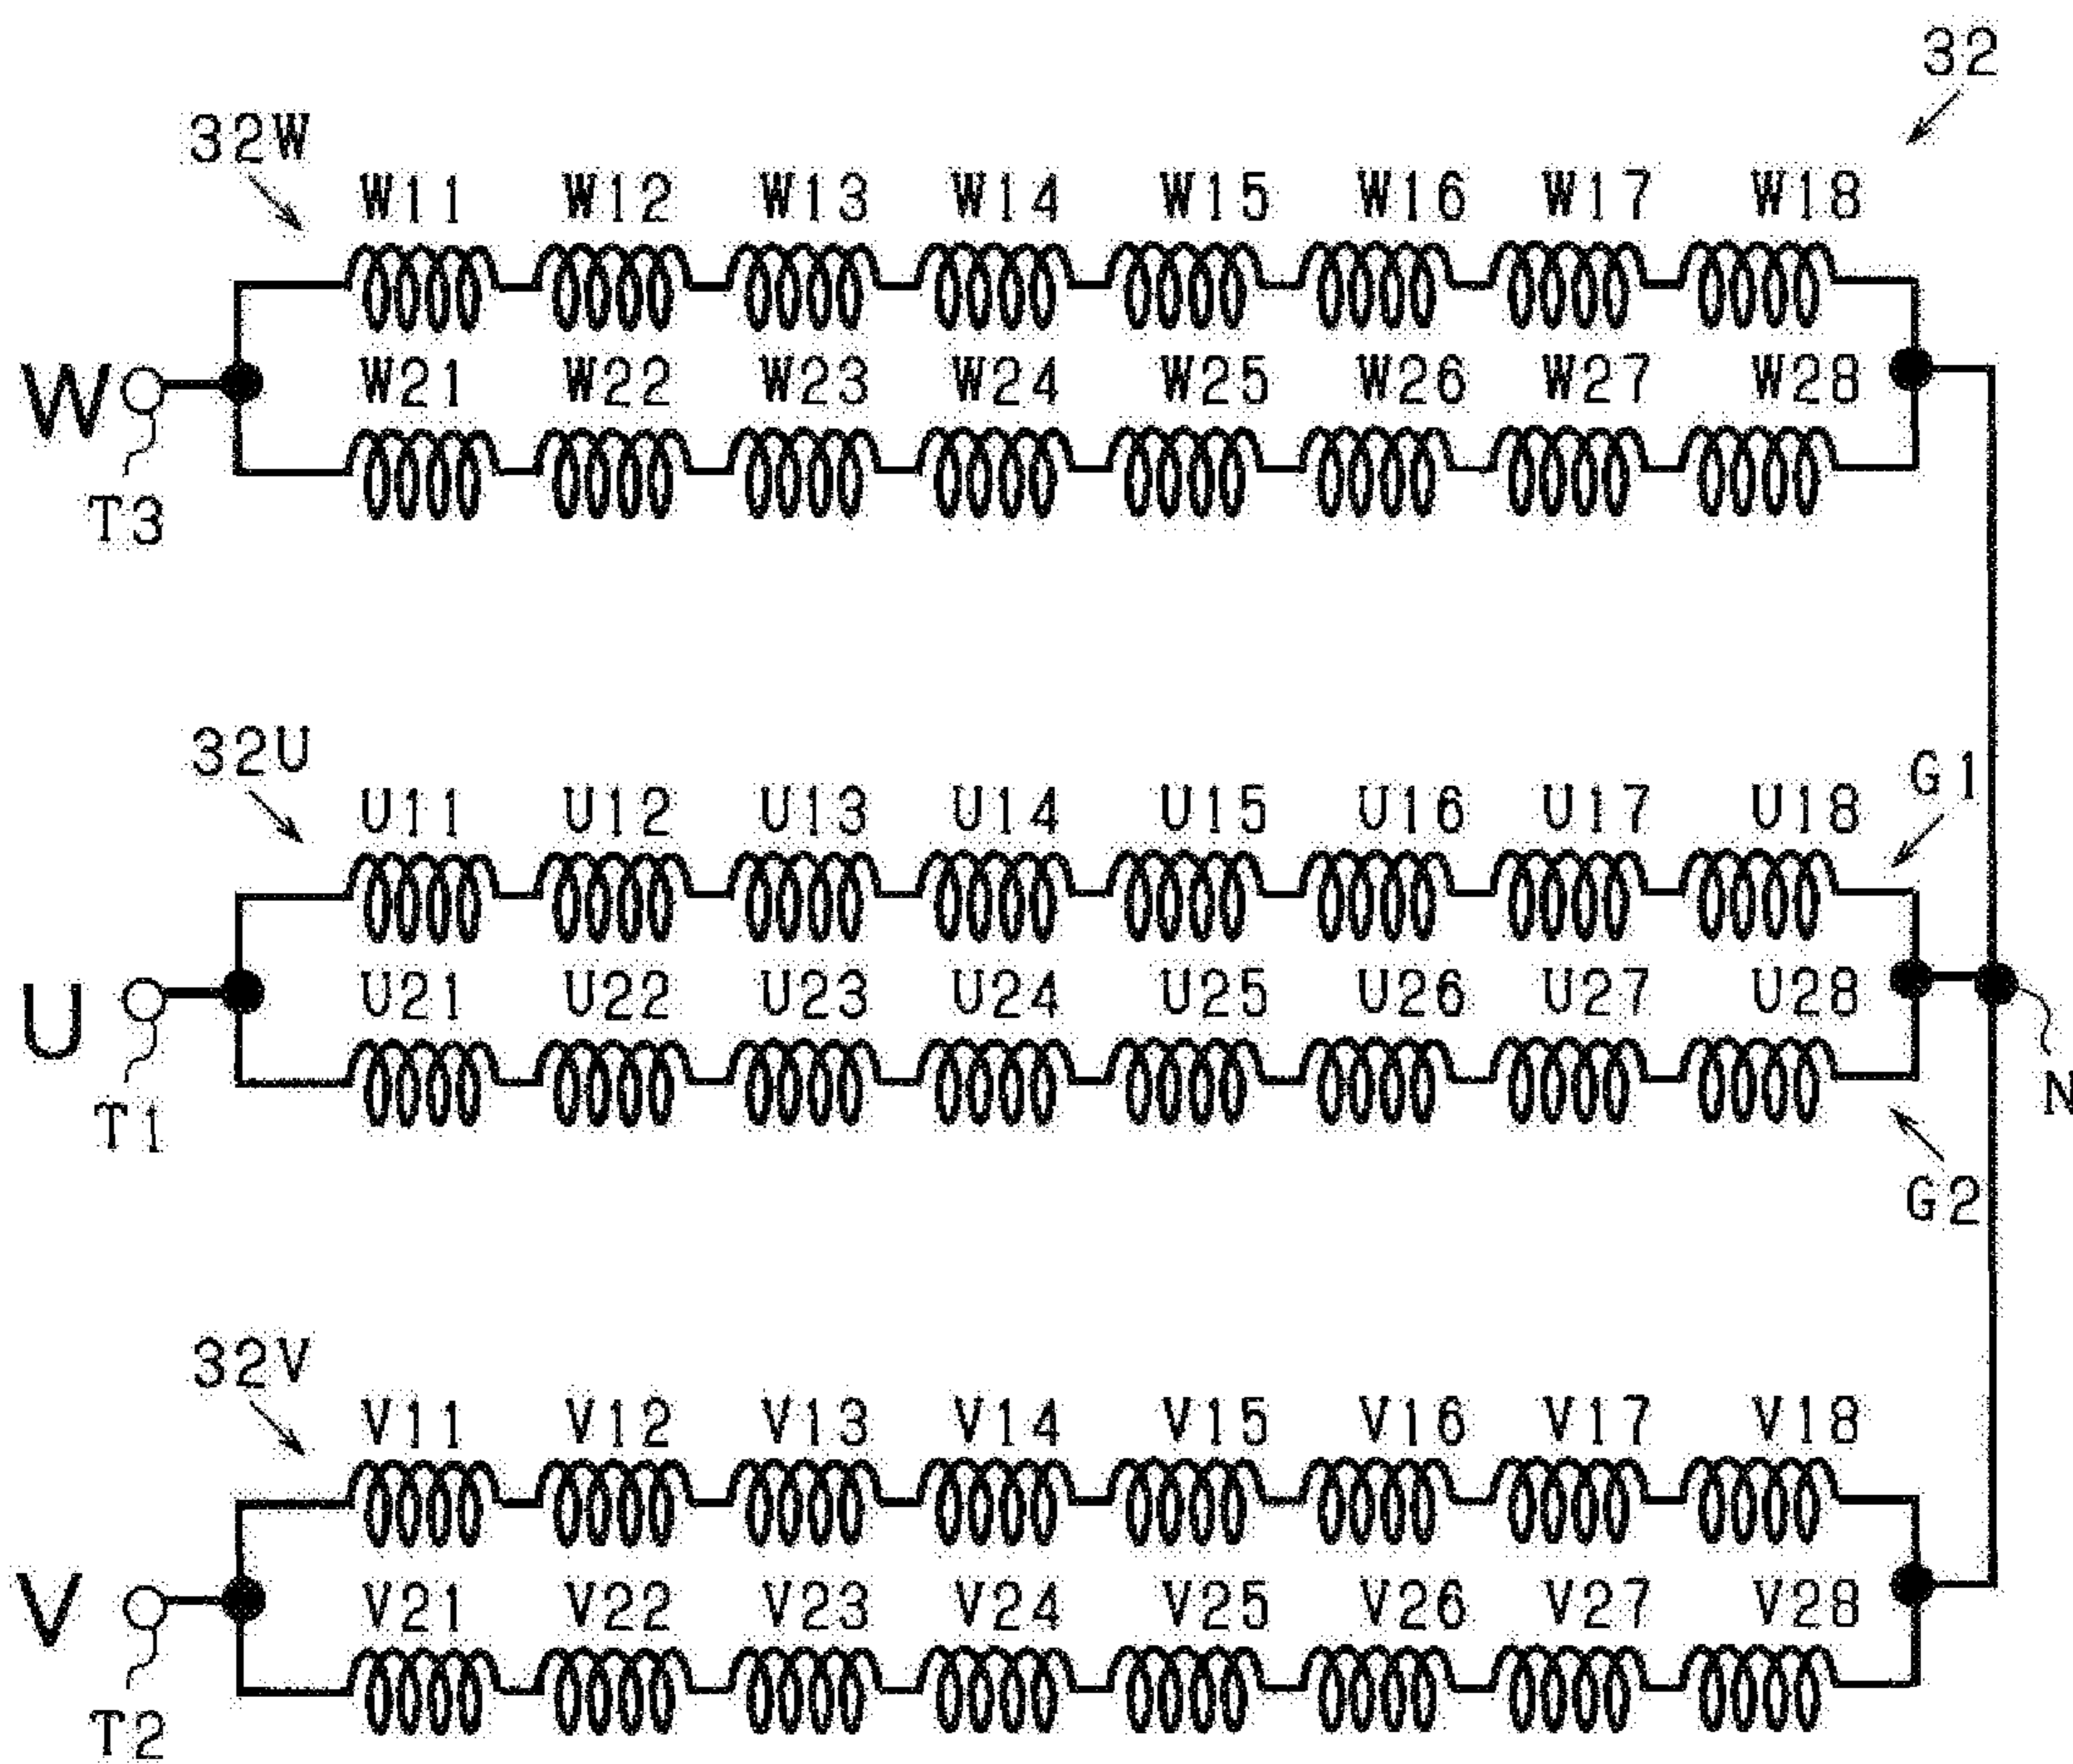 32
32W
W11 W12 W13 W14 W15 W16 W17 W18
W
W21 W22 W23 W24 W25 W26 W27 W28
T3
32U
G1
U11 U12 U13 U14 U15 U16 U17 U18
U
U21 U22 U23 U24 U25 U26 U27 U28
T1
N
G2
32V
V11 V12 V13 V14 V15 V16 V17 V18
V
V21 V22 V23 V24 V25 V26 V27 V28
T2